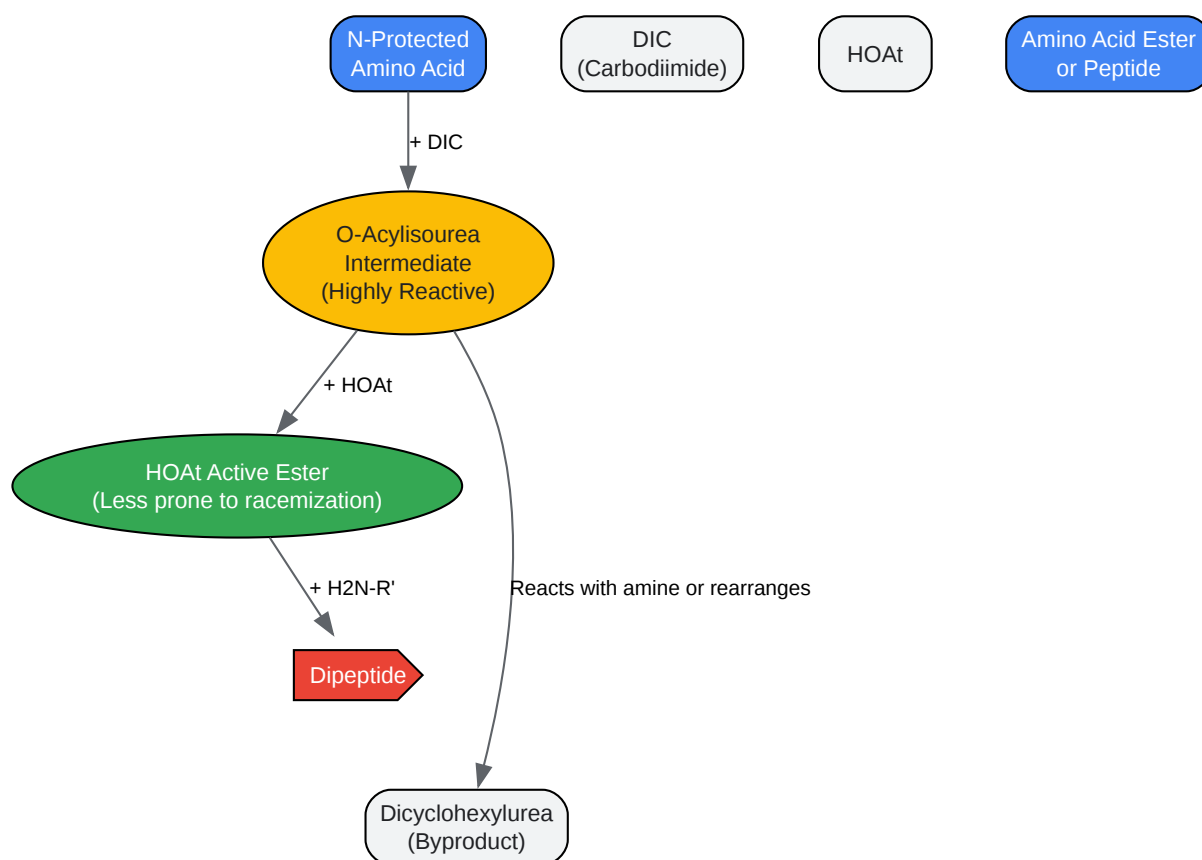 N-Protected
Amino Acid
DIC
(Carbodiimide)
HOAt
Amino Acid Ester
or Peptide
+ DIC
O-Acylisourea
Intermediate
(Highly Reactive)
+ HOAt
HOAt Active Ester
(Less prone to racemization)
+ H2N-R'
Reacts with amine or rearranges
Dipeptide
Dicyclohexylurea
(Byproduct)